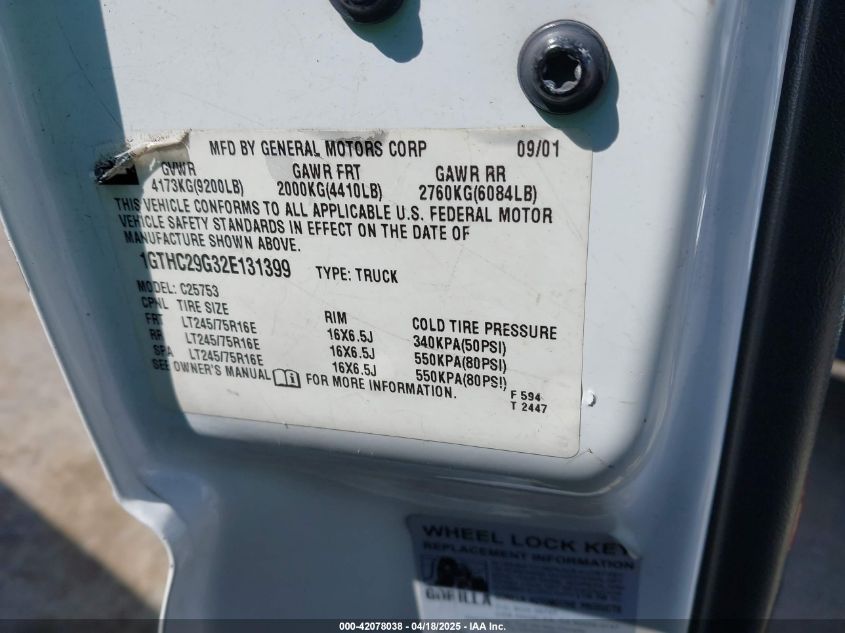 MFD BY GENERAL MOTORS CORP 09/01
GVWR GAWR FRT GAWR RR
4173KG(9200LB) 2000KG(4410LB) 2760KG(6084LB)
THIS VEHICLE CONFORMS TO ALL APPLICABLE U.S. FEDERAL MOTOR
VEHICLE SAFETY STANDARDS IN EFFECT ON THE DATE OF
MANUFACTURE SHOWN ABOVE.
1GTHC29G32E131399 TYPE: TRUCK
MODEL: C25753
CPNL TIRE SIZE RIM COLD TIRE PRESSURE
FRT LT245/75R16E 16X6.5J 340KPA(50PSI)
RR LT245/75R16E 16X6.5J 550KPA(80PSI)
SPA LT245/75R16E 16X6.5J 550KPA(80PSI)
SEE OWNER'S MANUAL FOR MORE INFORMATION.
F 594
T 2447
WHEEL LOCK KEY
REPLACEMENT INFORMATION
GORILLA
000-42078038 - 04/18/2025 - IAA Inc.